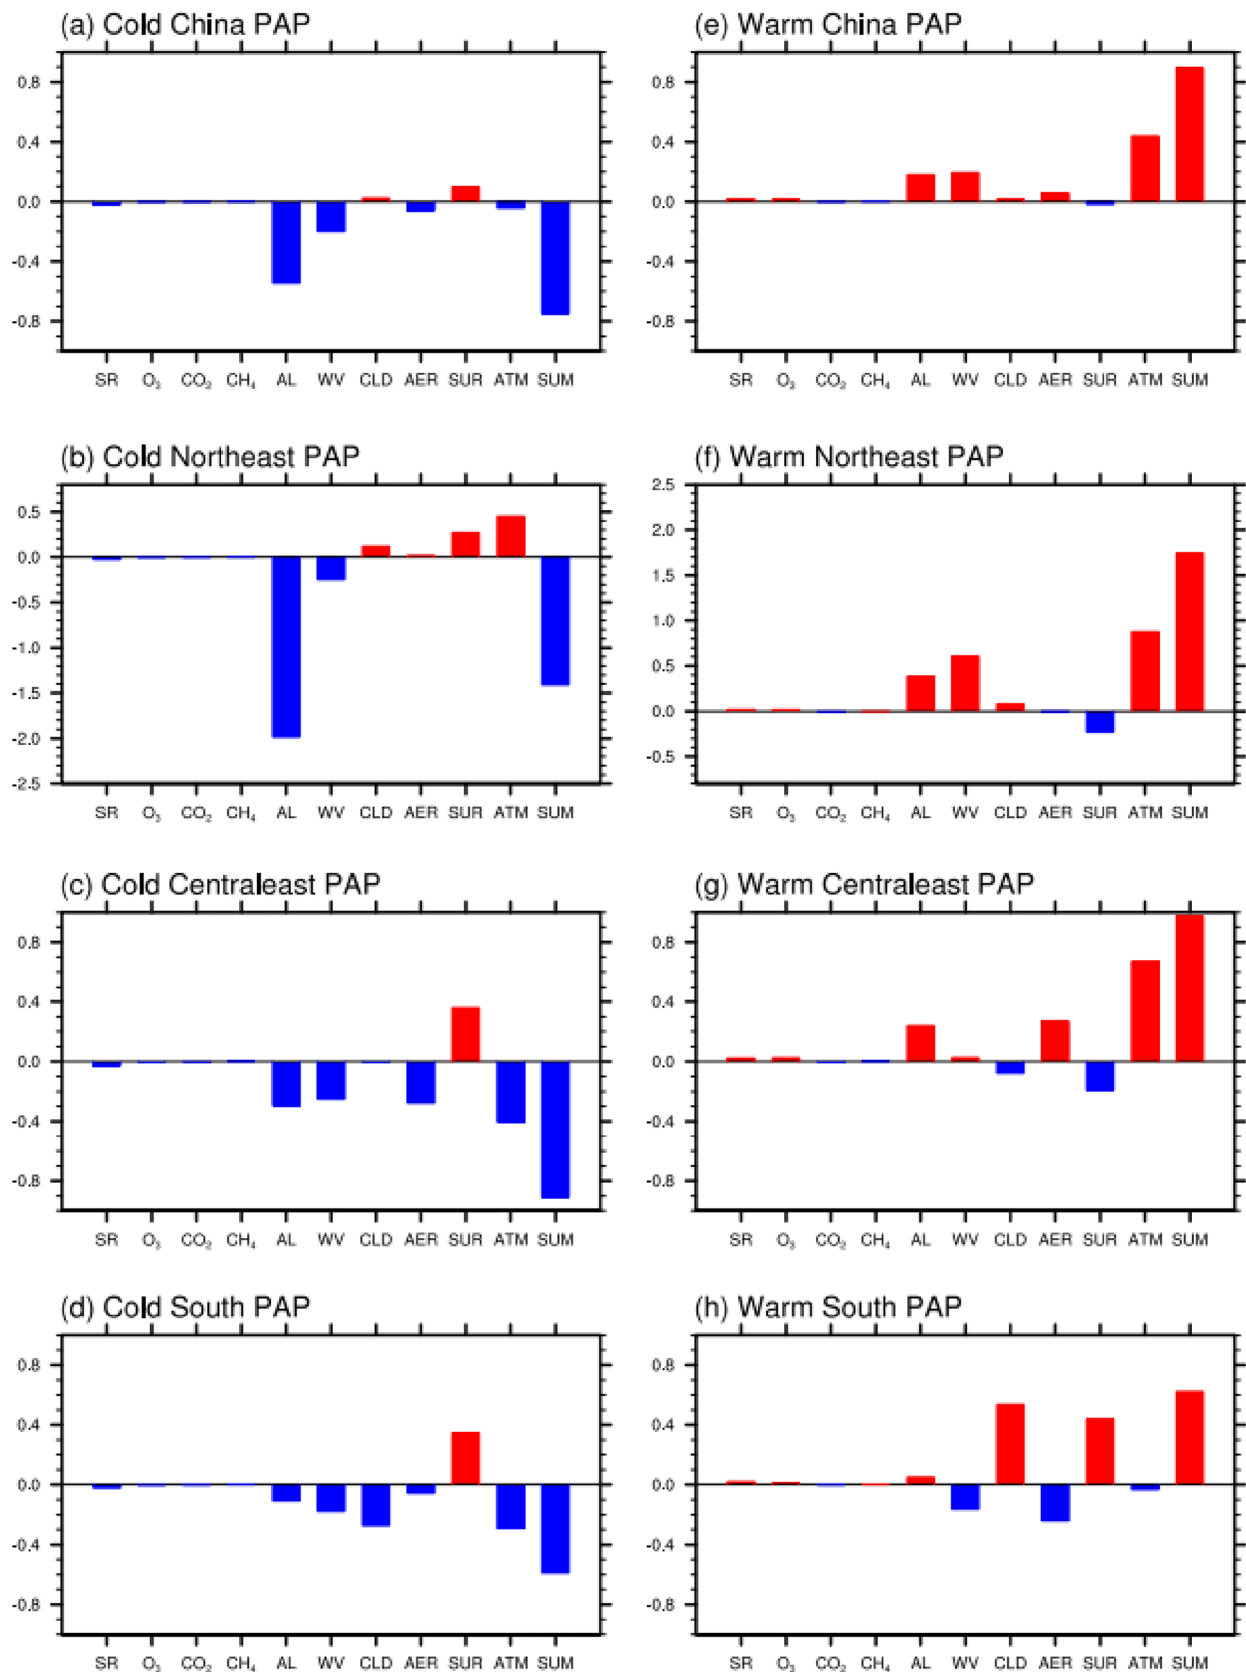 (a) Cold China PAP
0.8
0.4
0.0
-0.4
-0.8
SR O₃ CO₂ CH₄ AL WV CLD AER SUR ATM SUM
(e) Warm China PAP
0.8
0.4
0.0
-0.4
-0.8
SR O₃ CO₂ CH₄ AL WV CLD AER SUR ATM SUM
(b) Cold Northeast PAP
0.5
0.0
-0.5
-1.0
-1.5
-2.0
-2.5
SR O₃ CO₂ CH₄ AL WV CLD AER SUR ATM SUM
(f) Warm Northeast PAP
2.5
2.0
1.5
1.0
0.5
0.0
-0.5
SR O₃ CO₂ CH₄ AL WV CLD AER SUR ATM SUM
(c) Cold Centraleast PAP
0.8
0.4
0.0
-0.4
-0.8
SR O₃ CO₂ CH₄ AL WV CLD AER SUR ATM SUM
(g) Warm Centraleast PAP
0.8
0.4
0.0
-0.4
-0.8
SR O₃ CO₂ CH₄ AL WV CLD AER SUR ATM SUM
(d) Cold South PAP
0.8
0.4
0.0
-0.4
-0.8
SR O₃ CO₂ CH₄ AL WV CLD AER SUR ATM SUM
(h) Warm South PAP
0.8
0.4
0.0
-0.4
-0.8
SR O₃ CO₂ CH₄ AL WV CLD AER SUR ATM SUM